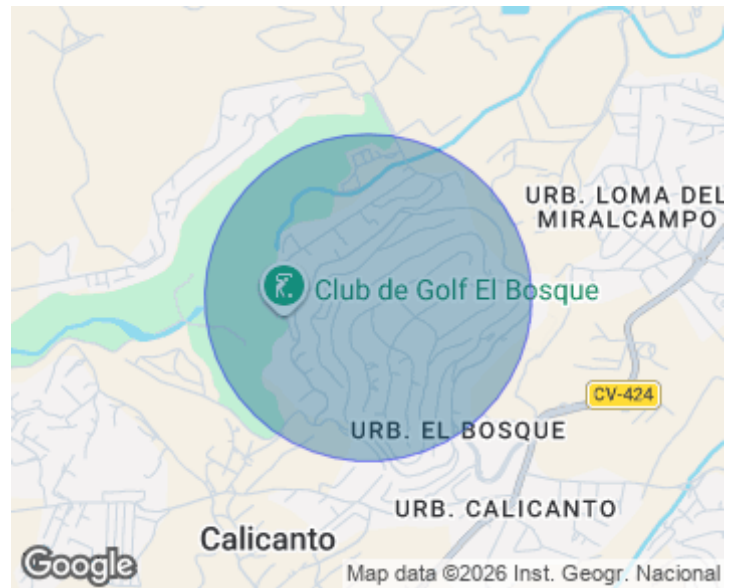 URB. LOMA DEL
MIRALCAMPO
Club de Golf El Bosque
CV-424
URB. EL BOSQUE
URB. CALICANTO
Calicanto
Google
Map data ©2026 Inst. Geogr. Nacional